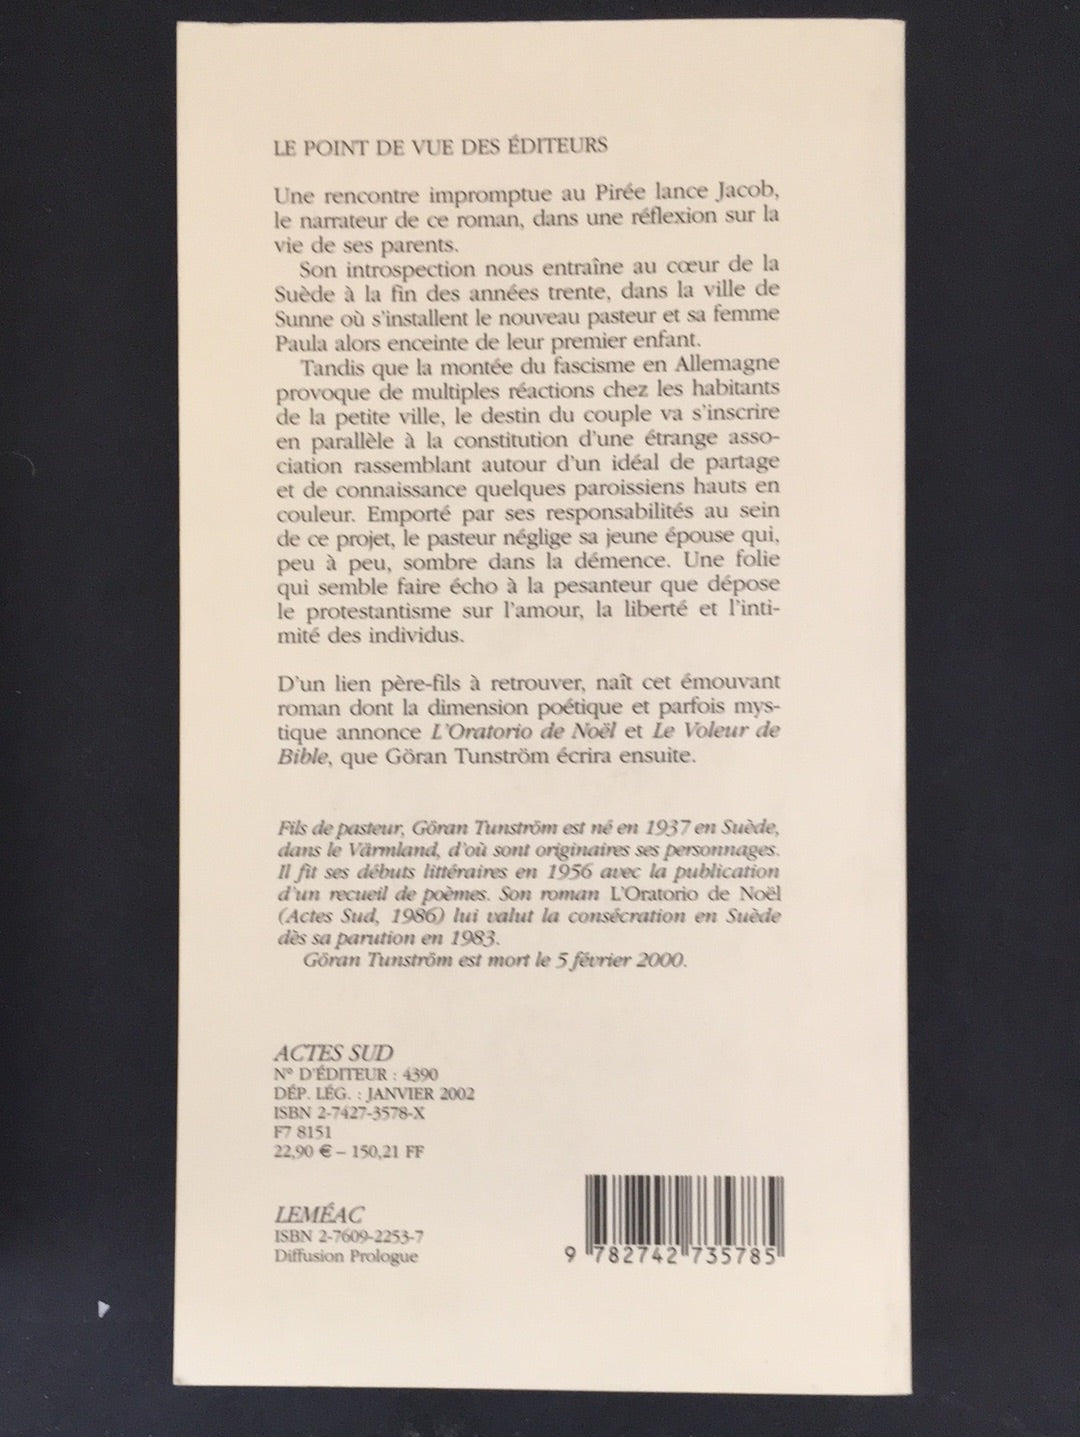 LE POINT DE VUE DES ÉDITEURS
Une rencontre impromptue au Pirée lance Jacob,
le narrateur de ce roman, dans une réflexion sur la
vie de ses parents.
Son introspection nous entraîne au cœur de la
Suède à la fin des années trente, dans la ville de
Sunne où s'installent le nouveau pasteur et sa femme
Paula alors enceinte de leur premier enfant.
Tandis que la montée du fascisme en Allemagne
provoque de multiples réactions chez les habitants
de la petite ville, le destin du couple va s'inscrire
en parallèle à la constitution d'une étrange asso-
ciation rassemblant autour d'un idéal de partage
et de connaissance quelques paroissiens hauts en
couleur. Emporté par ses responsabilités au sein
de ce projet, le pasteur néglige sa jeune épouse qui,
peu à peu, sombre dans la démence. Une folie
qui semble faire écho à la pesanteur que dépose
le protestantisme sur l'amour, la liberté et l'inti-
mité des individus.
D'un lien père-fils à retrouver, naît cet émouvant
roman dont la dimension poétique et parfois mys-
tique annonce L'Oratorio de Noël et Le Voleur de
Bible, que Göran Tunström écrira ensuite.
Fils de pasteur, Göran Tunström est né en 1937 en Suède,
dans le Värmland, d'où sont originaires ses personnages.
Il fit ses débuts littéraires en 1956 avec la publication
d'un recueil de poèmes. Son roman L'Oratorio de Noël
(Actes Sud, 1986) lui valut la consécration en Suède
dès sa parution en 1983.
Göran Tunström est mort le 5 février 2000.
ACTES SUD
N° D'ÉDITEUR : 4390
DÉP. LÉG. : JANVIER 2002
ISBN 2-7427-3578-X
F7 8151
22,90 € – 150,21 FF
LEMÉAC
ISBN 2-7609-2253-7
Diffusion Prologue
9 782742 735785